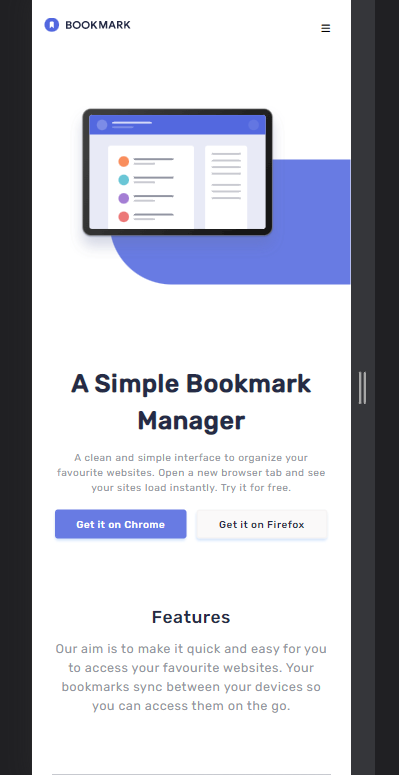 BOOKMARK
A Simple Bookmark
Manager
A clean and simple interface to organize your
favourite websites. Open a new browser tab and see
your sites load instantly. Try it for free.
Get it on Chrome
Get it on Firefox
Features
Our aim is to make it quick and easy for you
to access your favourite websites. Your
bookmarks sync between your devices so
you can access them on the go.